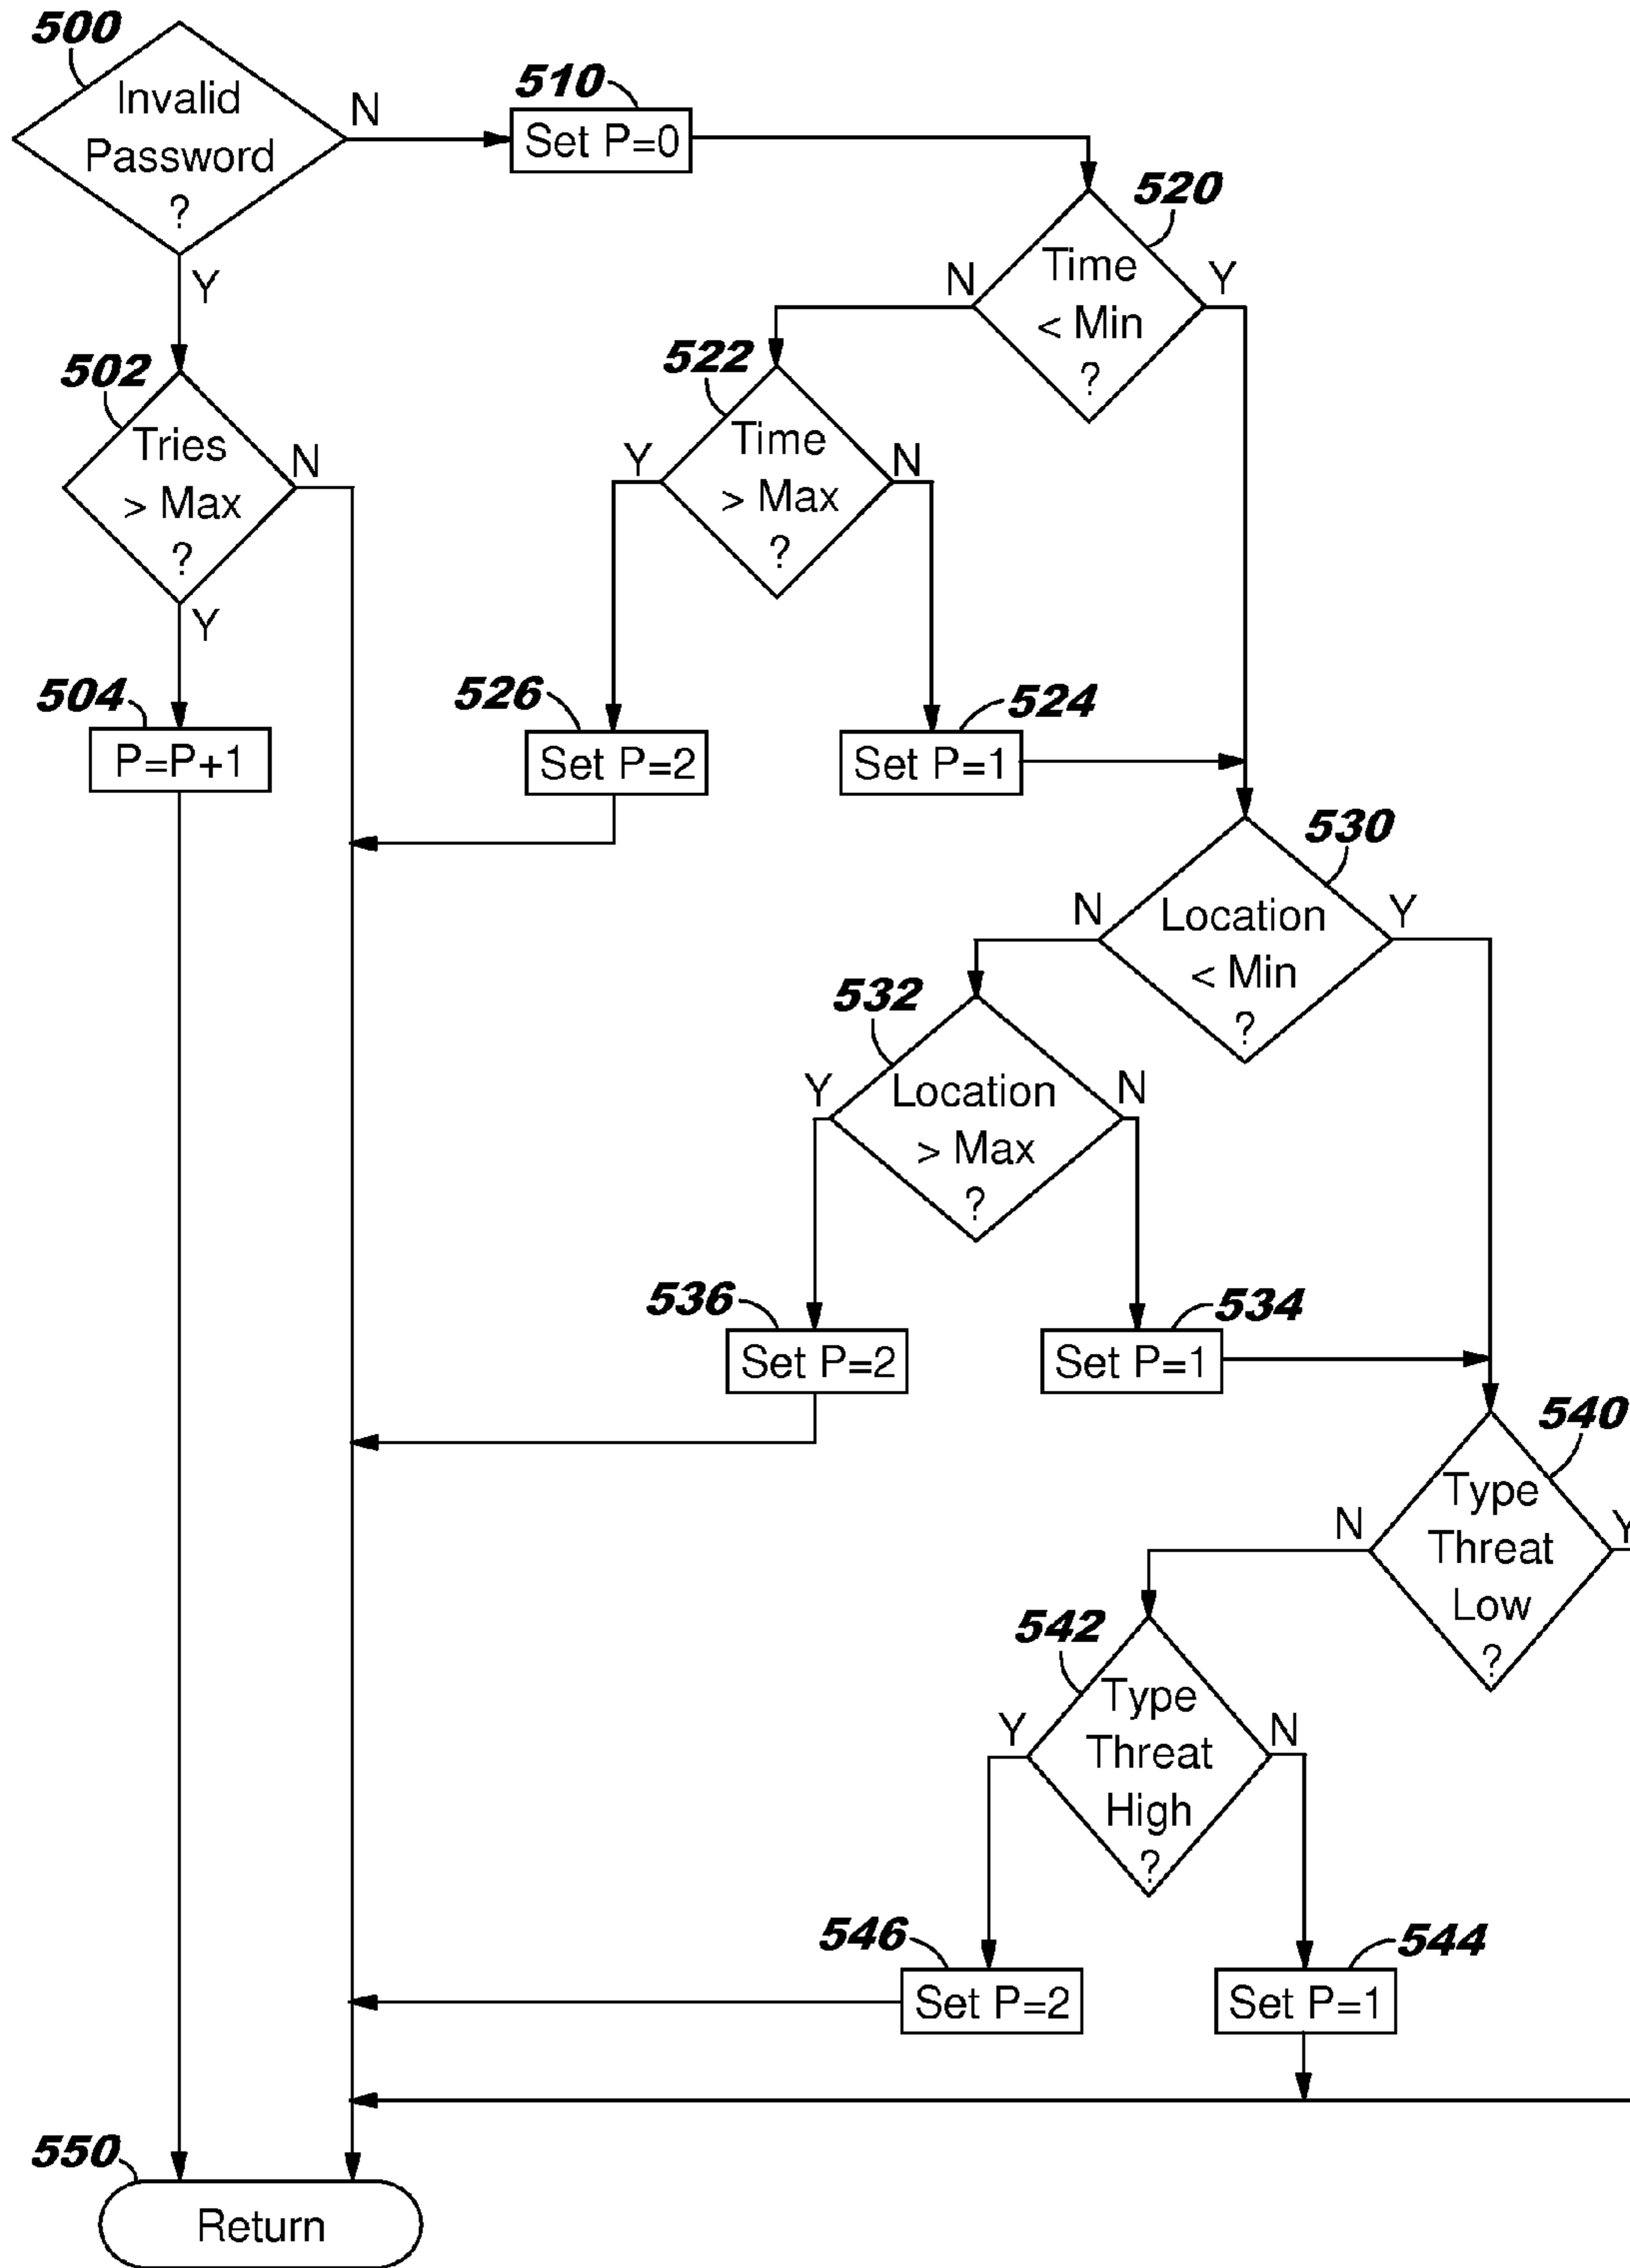 500
Invalid
Password
?
N
510
Set P=0
Y
520
Time
< Min
?
N
Y
502
Tries
> Max
?
N
Y
522
Time
> Max
?
Y
N
504
P=P+1
526
Set P=2
524
Set P=1
530
Location
< Min
?
N
Y
532
Location
> Max
?
Y
N
536
Set P=2
534
Set P=1
540
Type
Threat
Low
?
N
Y
542
Type
Threat
High
?
Y
N
546
Set P=2
544
Set P=1
550
Return